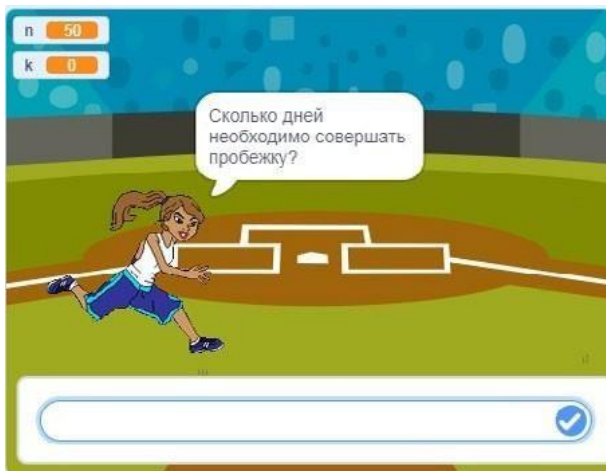 n 50
k 0
Сколько дней
необходимо совершать
пробежку?